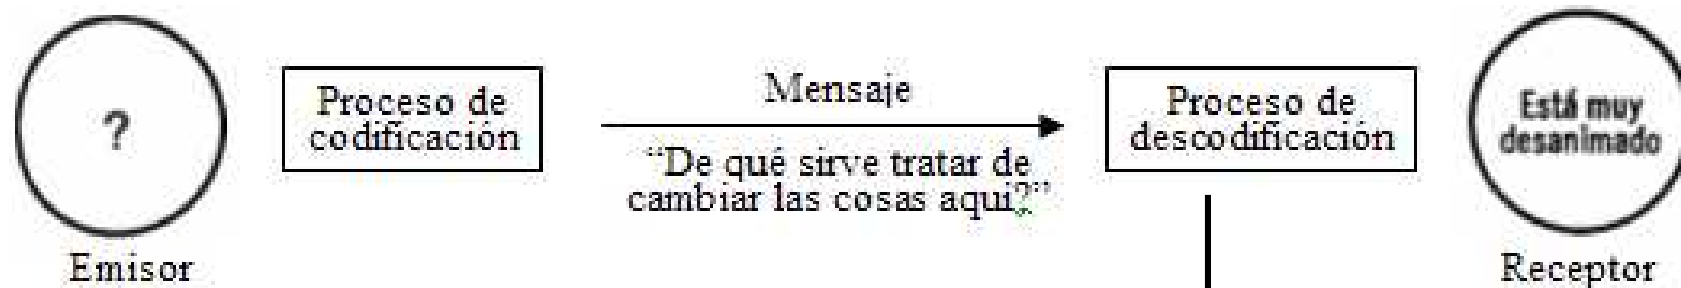 ?
Emisor
Proceso de
codificación
Mensaje
"De qué sirve tratar de
cambiar las cosas aqui?"
Proceso de
descodificación
Está muy
desanimado
Receptor